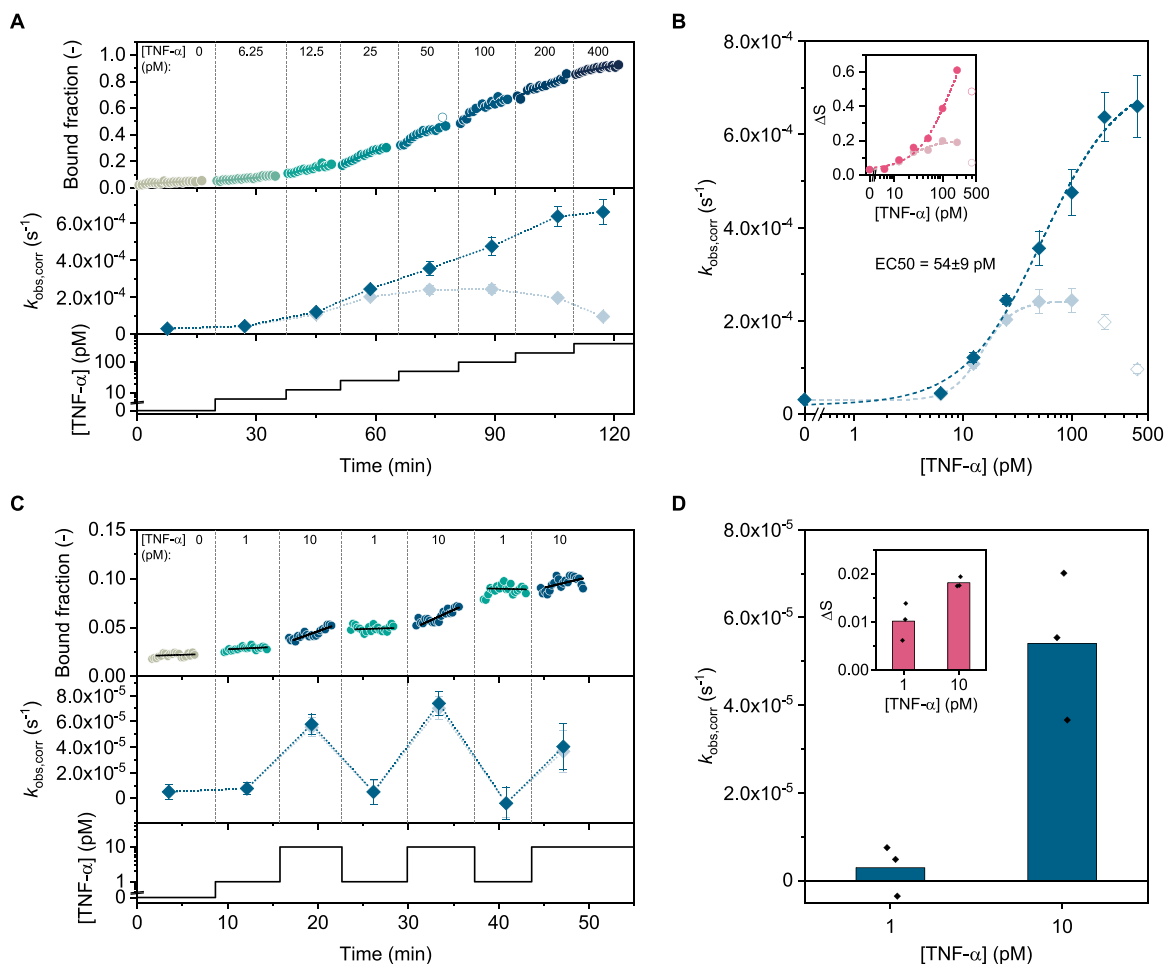 A
[TNF-α] 0 6.25 12.5 25 50 100 200 400
(pM):
Bound fraction (-)
1.0
0.8
0.6
0.4
0.2
0.0
k_obs,corr (s⁻¹)
6.0x10⁻⁴
4.0x10⁻⁴
2.0x10⁻⁴
0
[TNF-α] (pM)
100
10
0
0 30 60 90 120
Time (min)
B
k_obs,corr (s⁻¹)
8.0x10⁻⁴
6.0x10⁻⁴
4.0x10⁻⁴
2.0x10⁻⁴
0
ΔS
0.6
0.4
0.2
0.0
0 10 100 500
[TNF-α] (pM)
EC50 = 54±9 pM
0 1 10 100 500
[TNF-α] (pM)
C
[TNF-α] 0 1 10 1 10 1 10
(pM):
Bound fraction (-)
0.15
0.10
0.05
0.00
k_obs,corr (s⁻¹)
8.0x10⁻⁵
6.0x10⁻⁵
4.0x10⁻⁵
2.0x10⁻⁵
0
[TNF-α] (pM)
10
1
0
0 10 20 30 40 50
Time (min)
D
k_obs,corr (s⁻¹)
8.0x10⁻⁵
6.0x10⁻⁵
4.0x10⁻⁵
2.0x10⁻⁵
0
ΔS
0.02
0.01
0.00
1 10
[TNF-α] (pM)
1 10
[TNF-α] (pM)